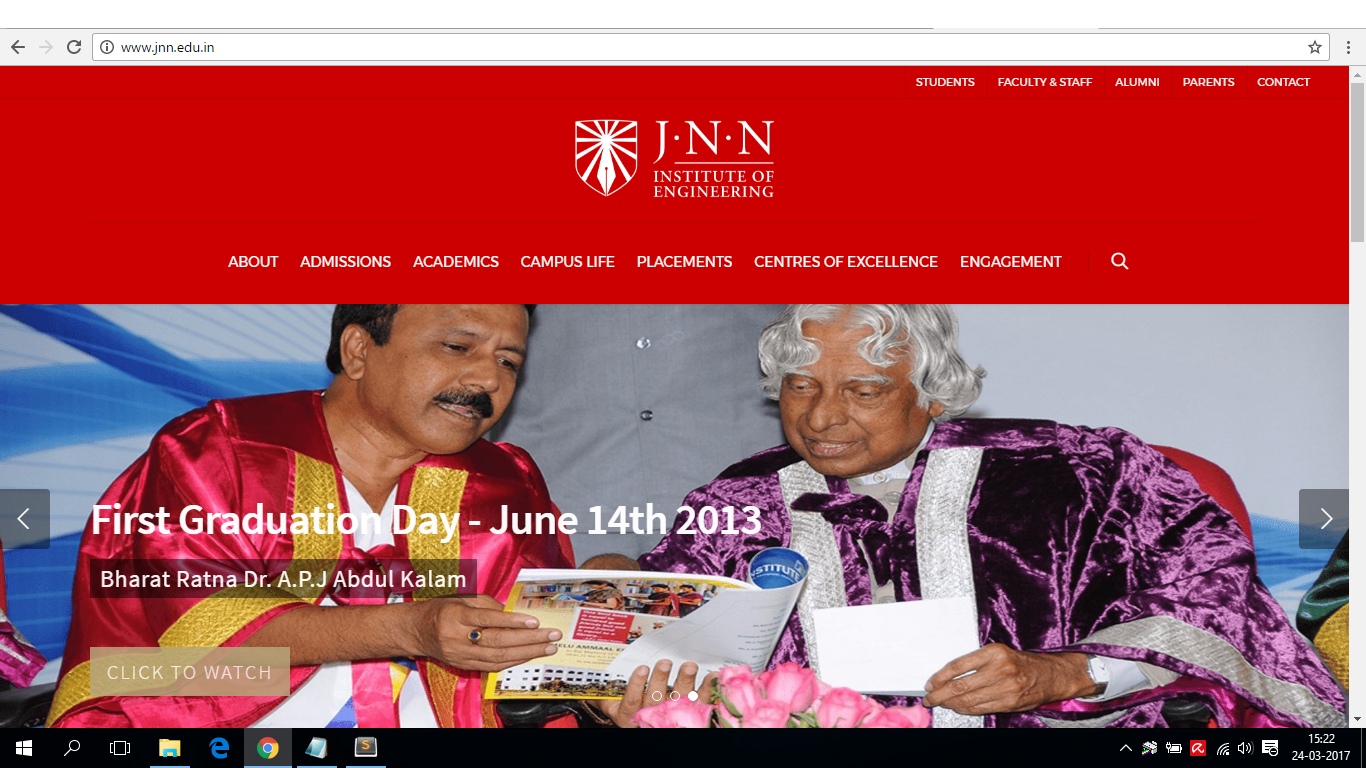 www.jnn.edu.in
STUDENTS FACULTY & STAFF ALUMNI PARENTS CONTACT
J·N·N
INSTITUTE OF
ENGINEERING
ABOUT ADMISSIONS ACADEMICS CAMPUS LIFE PLACEMENTS CENTRES OF EXCELLENCE ENGAGEMENT
First Graduation Day - June 14th 2013
Bharat Ratna Dr. A.P.J Abdul Kalam
CLICK TO WATCH
15:22
24-03-2017